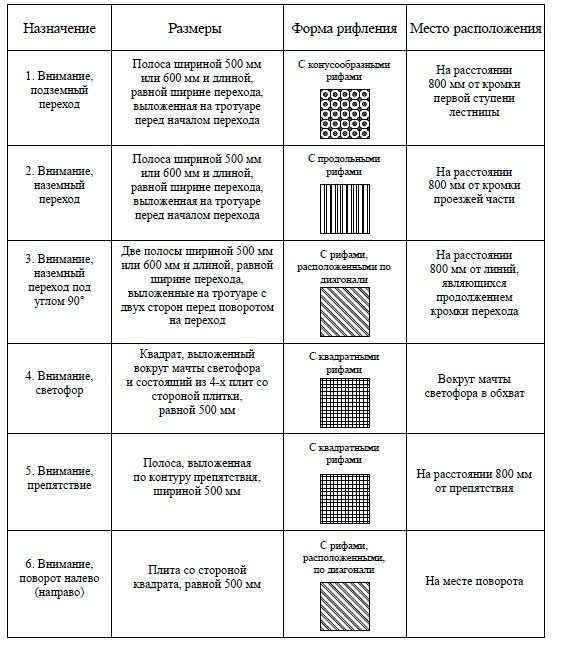 Назначение
Размеры
Форма рифления
Место расположения
1. Внимание,
подземный
переход
Полоса шириной 500 мм
или 600 мм и длиной,
равной ширине перехода,
выложенная на тротуаре
перед началом перехода
С конусообразными
рифами
На расстоянии
800 мм от кромки
первой ступени
лестницы
2. Внимание,
наземный
переход
Полоса шириной 500 мм
или 600 мм и длиной,
равной ширине перехода,
выложенная на тротуаре
перед началом перехода
С продольными
рифами
На расстоянии
800 мм от кромки
проезжей части
3. Внимание,
наземный
переход под
углом 90°
Две полосы шириной 500 мм
или 600 мм и длиной, равной
ширине перехода,
выложенные на тротуаре с
двух сторон перед поворотом
на переход
С рифами,
расположенными по
диагонали
На расстоянии
800 мм от линий,
являющихся
продолжением
кромки перехода
4. Внимание,
светофор
Квадрат, выложенный
вокруг мачты светофора
и состоящий из 4-х плит со
стороной плитки,
равной 500 мм
С квадратными
рифами
Вокруг мачты
светофора в обхват
5. Внимание,
препятствие
Полоса, выложенная
по контуру препятствия,
шириной 500 мм
С квадратными
рифами
На расстоянии 800 мм
от препятствия
6. Внимание,
поворот налево
(направо)
Плита со стороной
квадрата, равной 500 мм
С рифами,
расположенными,
по диагонали
На месте поворота